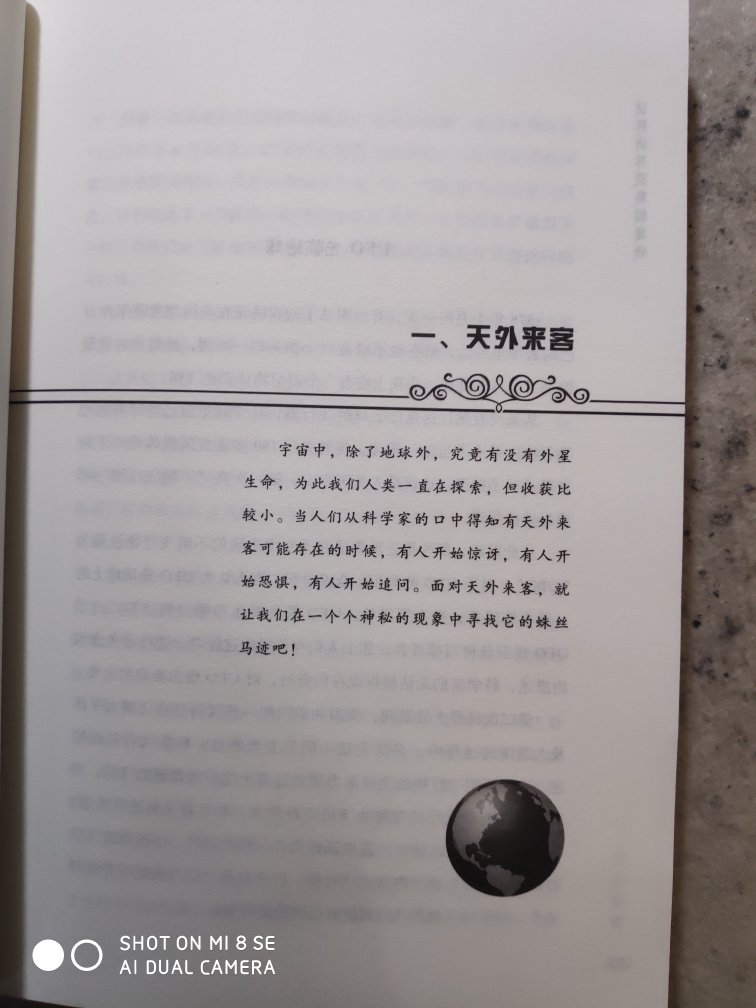 一、天外来客
宇宙中，除了地球外，究竟有没有外星
生命，为此我们人类一直在探索，但收获比
较小。当人们从科学家的口中得知有天外来
客可能存在的时候，有人开始惊讶，有人开
始恐惧，有人开始追问。面对天外来客，就
让我们在一个个神秘的现象中寻找它的蛛丝
马迹吧！
SHOT ON MI 8 SE
AI DUAL CAMERA